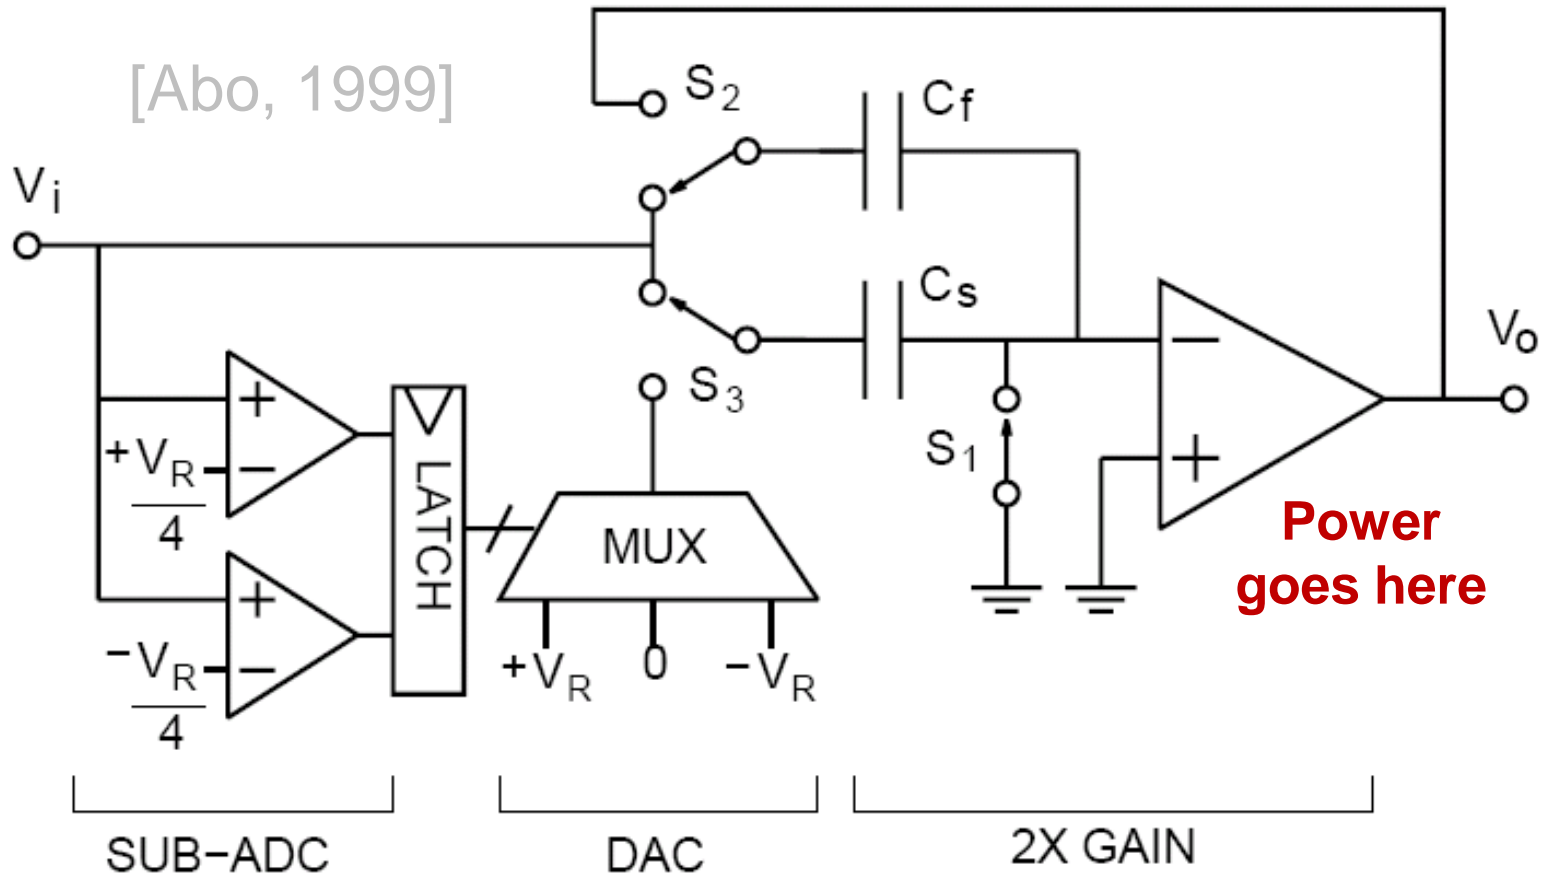 [Abo, 1999]
S2
Cf
Vi
Cs
Vo
S3
+
+VR
−
4
S1
LATCH
MUX
−
+
Power
goes here
+
−VR
−
4
+VR
0
−VR
SUB−ADC
DAC
2X GAIN